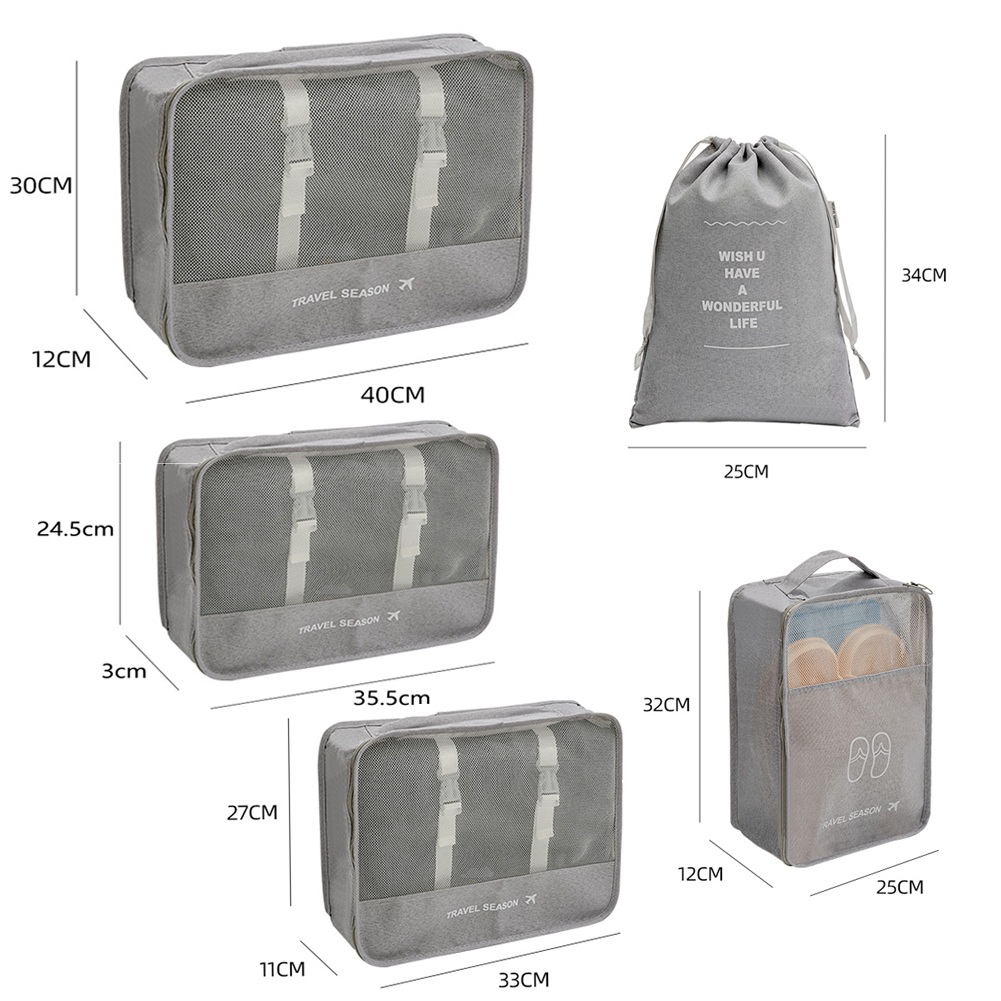 30CM
TRAVEL SEASON
12CM
40CM
WISH U
HAVE
A
WONDERFUL
LIFE
34CM
25CM
24.5cm
TRAVEL SEASON
3cm
35.5cm
27CM
TRAVEL SEASON
11CM
33CM
32CM
TRAVEL SEASON
12CM
25CM